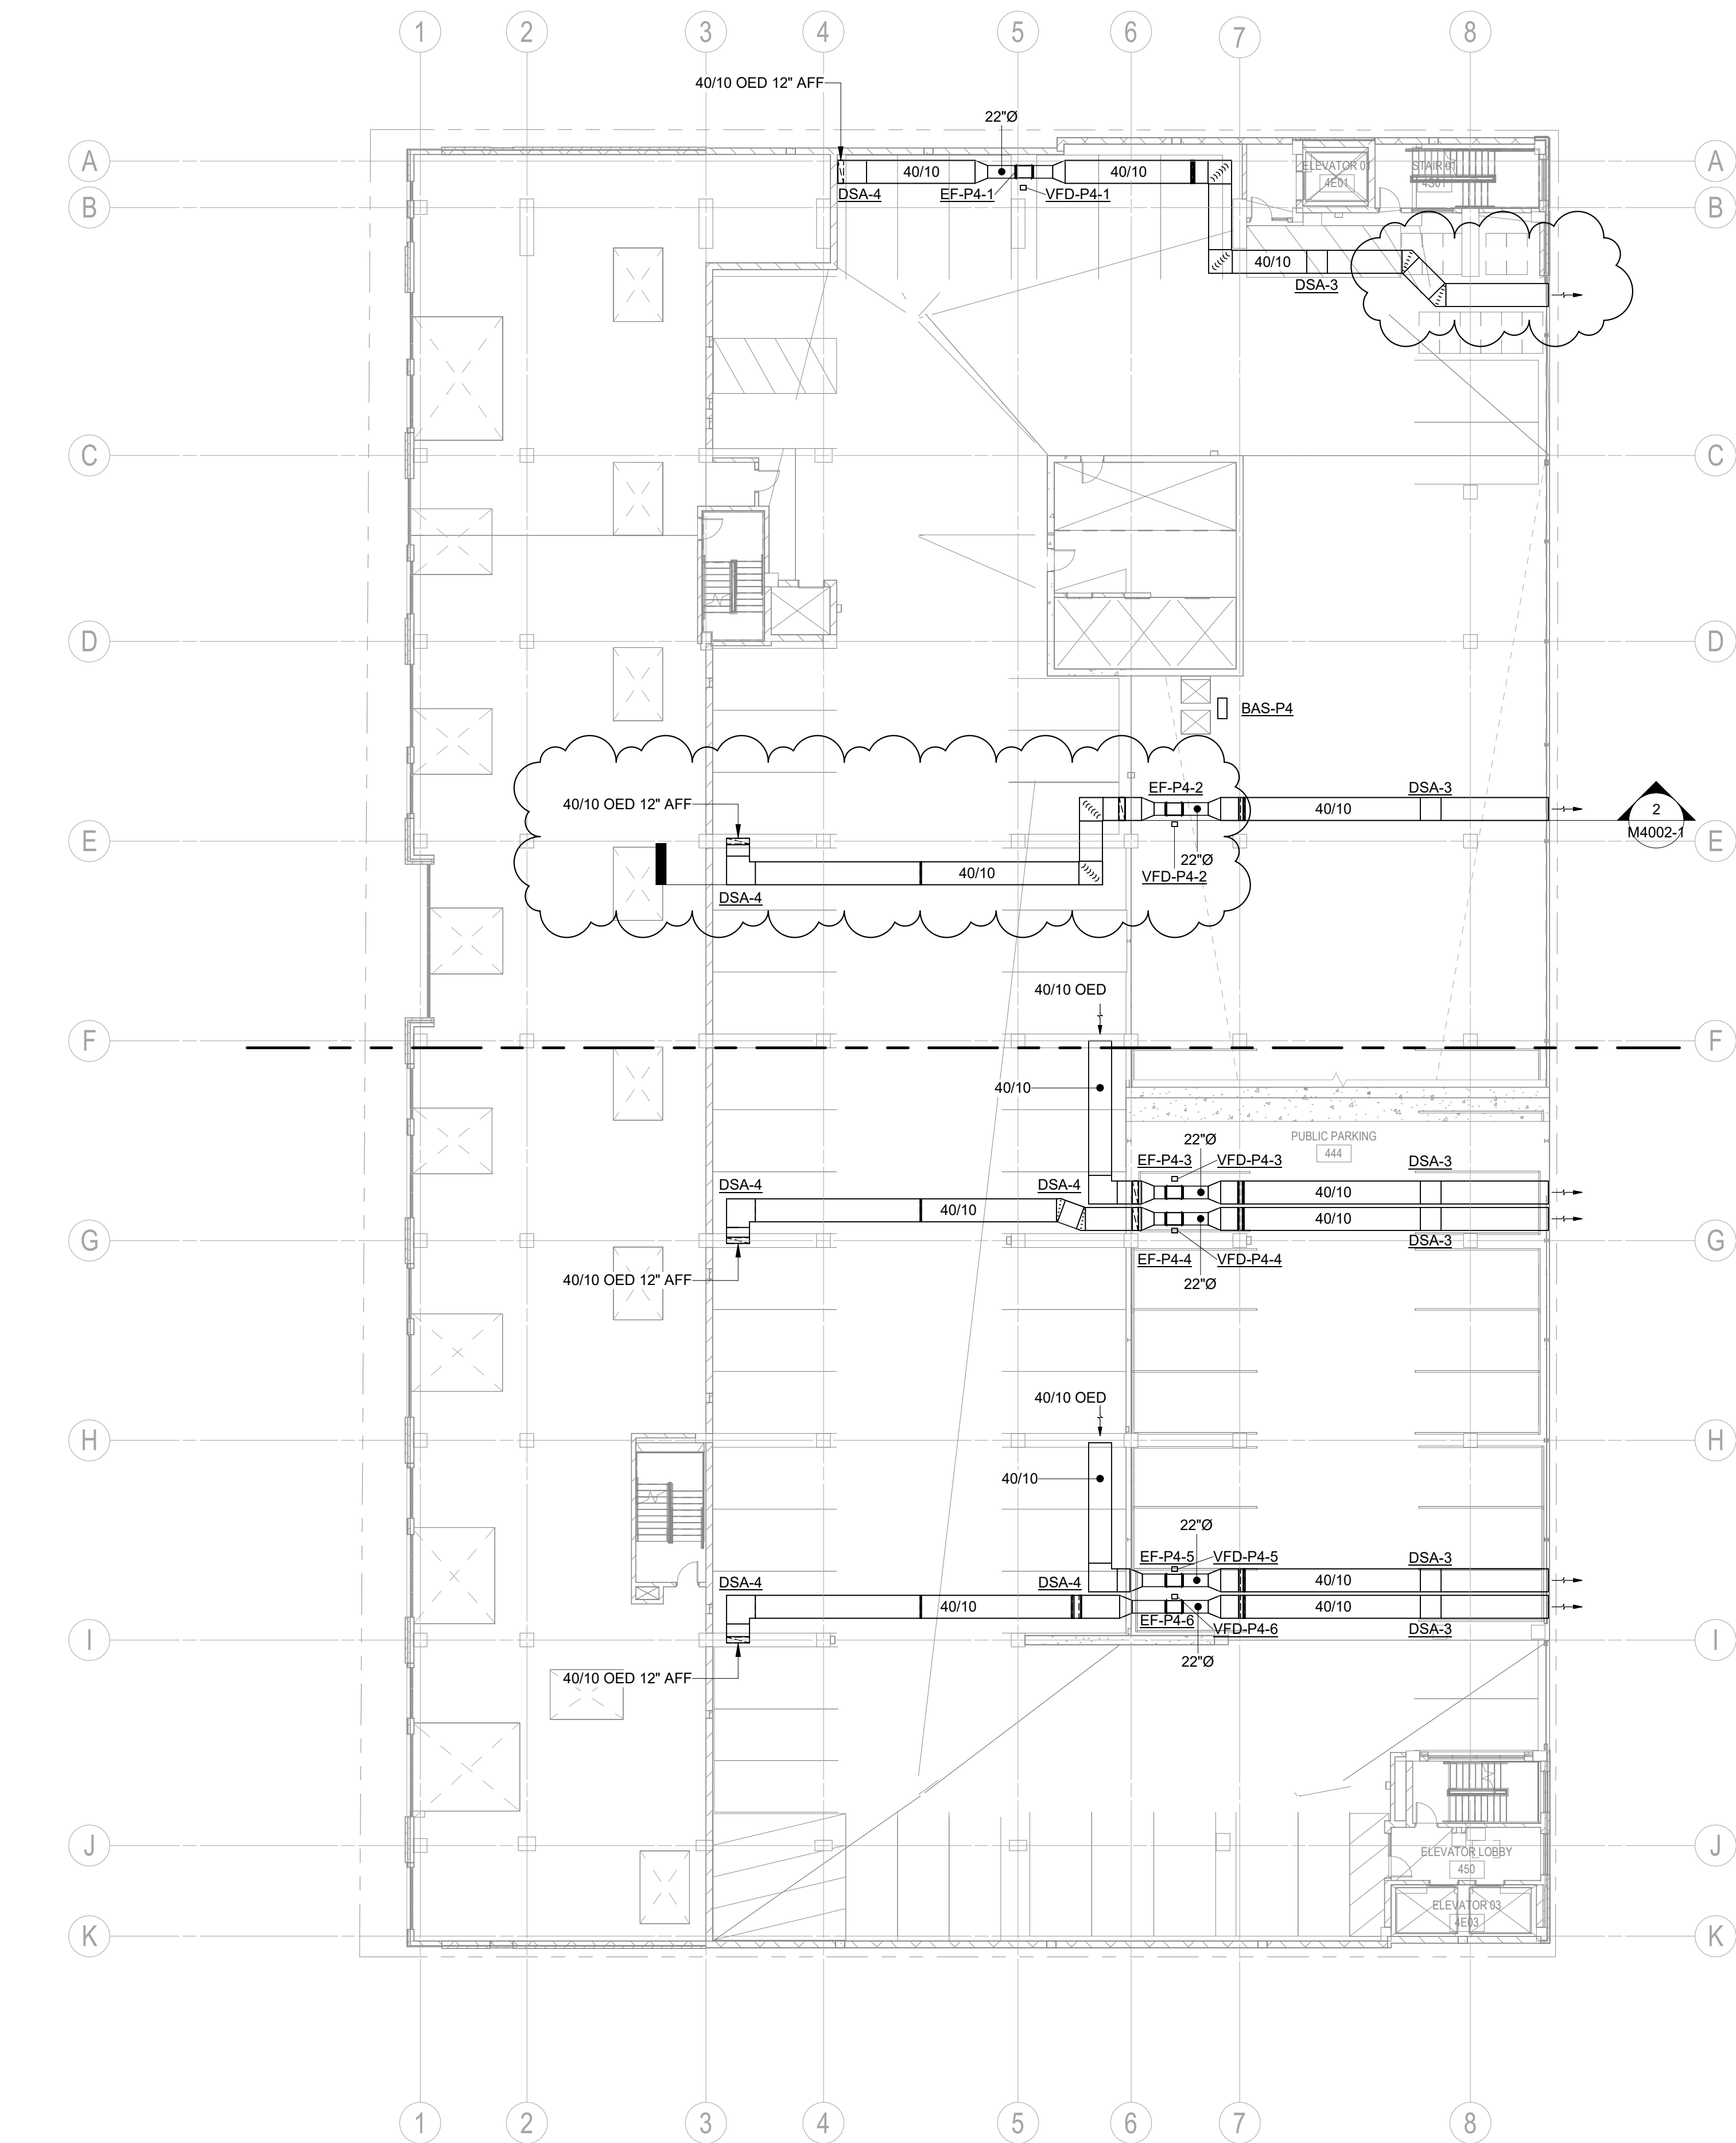 1 2 3 4 5 6 7 8
40/10 OED 12" AFF
22"Ø
A
40/10
40/10
ELEVATOR 01
4E01
STAIR 01
4S01
A
DSA-4
EF-P4-1
VFD-P4-1
B
B
40/10
DSA-3
C
C
D
D
BAS-P4
EF-P4-2
DSA-3
40/10 OED 12" AFF
40/10
2
M4002-1
E
E
22"Ø
40/10
VFD-P4-2
DSA-4
40/10 OED
F
F
40/10
PUBLIC PARKING
444
22"Ø
EF-P4-3
VFD-P4-3
DSA-3
DSA-4
DSA-4
40/10
40/10
40/10
G
DSA-3
G
EF-P4-4
VFD-P4-4
40/10 OED 12" AFF
22"Ø
40/10 OED
H
H
40/10
22"Ø
EF-P4-5
VFD-P4-5
DSA-3
DSA-4
DSA-4
40/10
40/10
40/10
EF-P4-6
VFD-P4-6
DSA-3
I
I
22"Ø
40/10 OED 12" AFF
J
J
ELEVATOR LOBBY
450
ELEVATOR 03
4E03
K
K
1 2 3 4 5 6 7 8